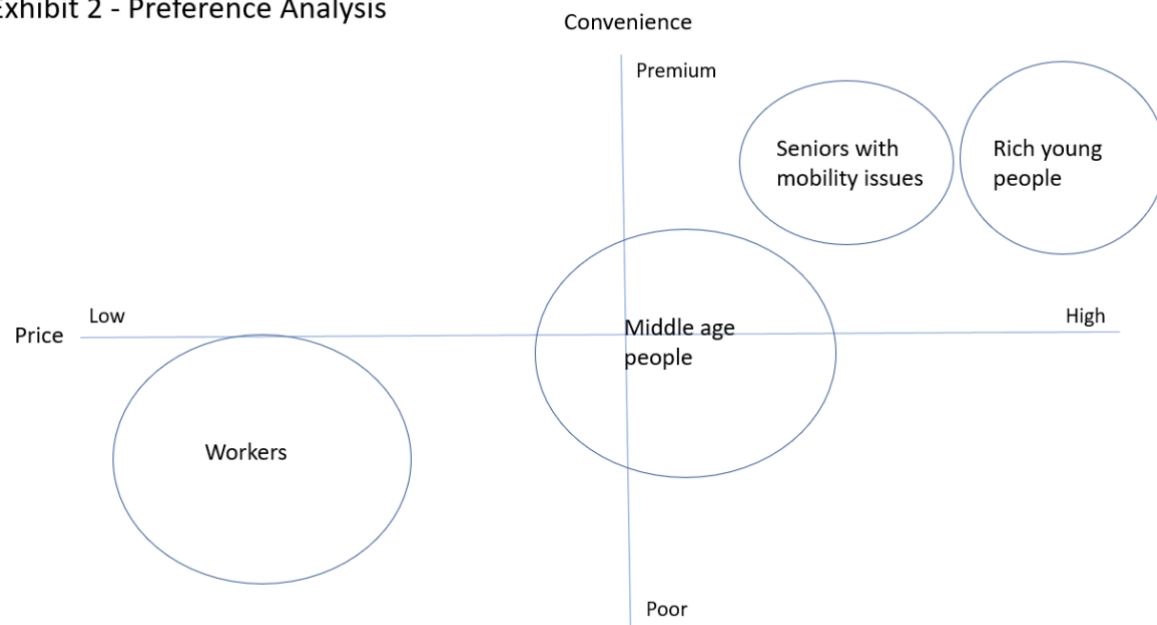 Exhibit 2 - Preference Analysis
Convenience
Premium
Seniors with
mobility issues
Rich young
people
Low
High
Price
Middle age
people
Workers
Poor